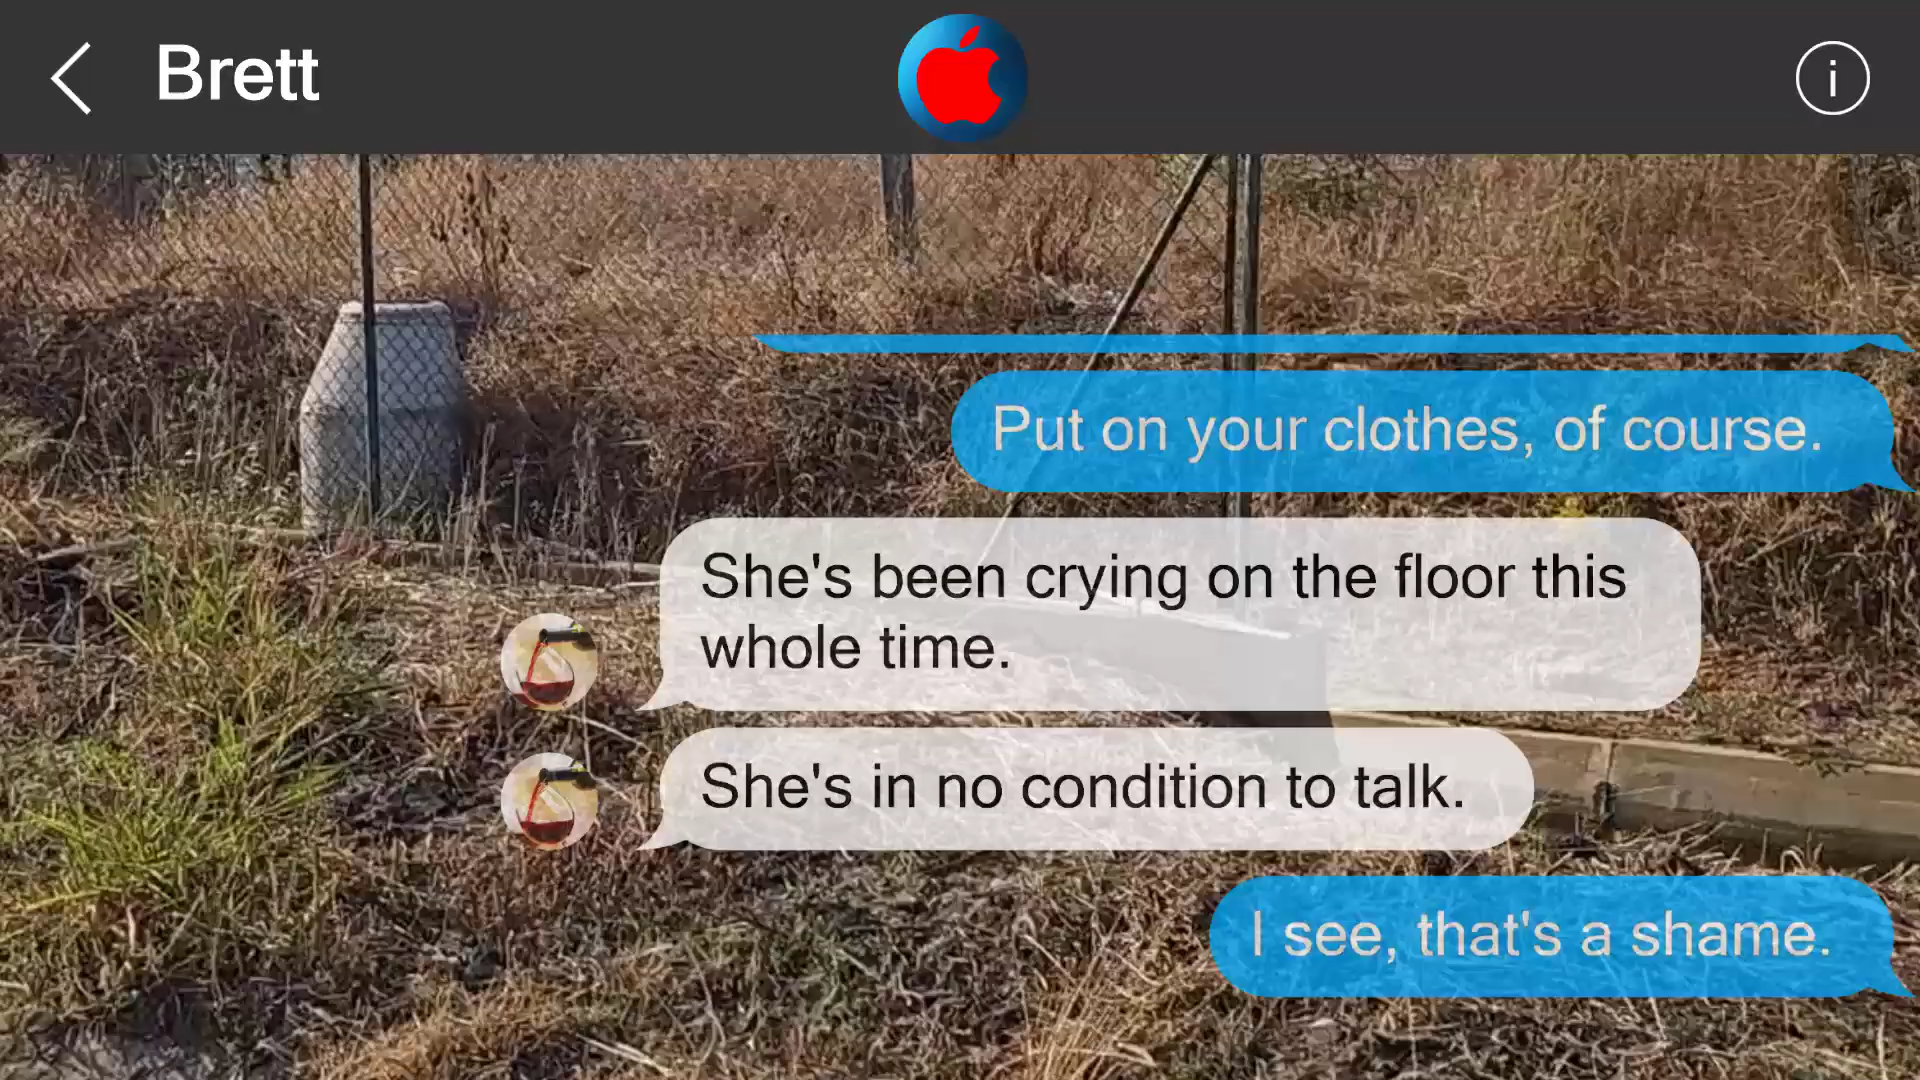 Brett
Put on your clothes, of course.
She's been crying on the floor this
whole time.
She's in no condition to talk.
I see, that's a shame.